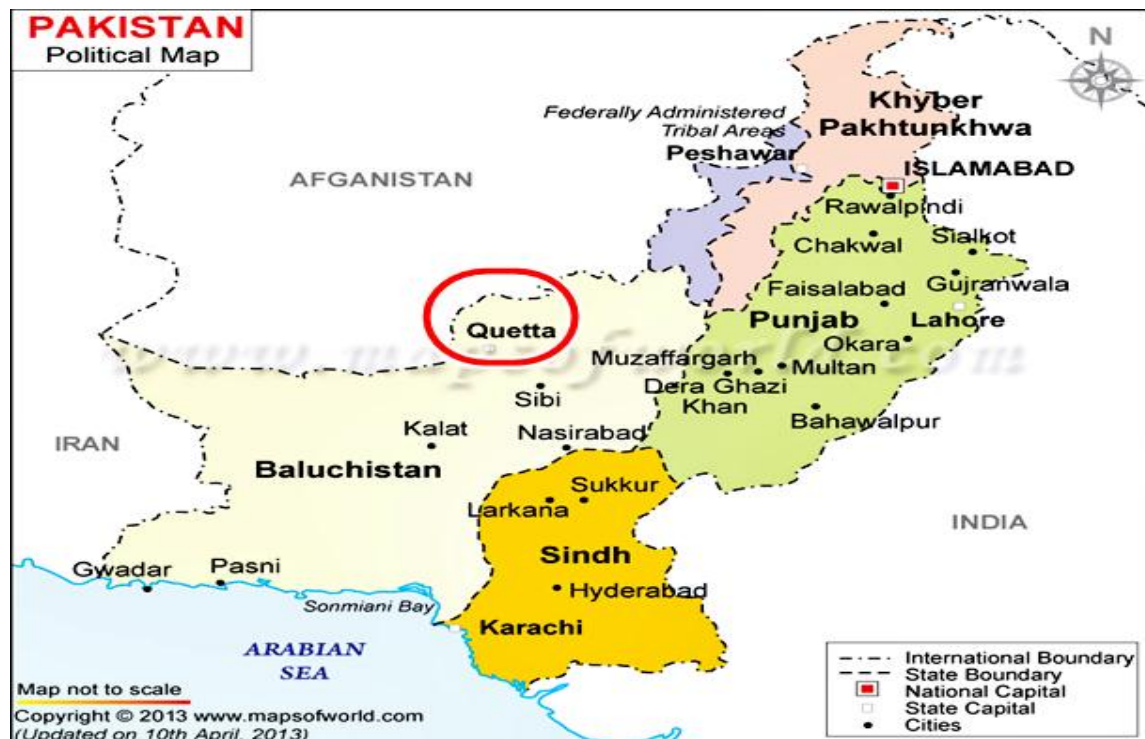 PAKISTAN
Political Map
N
Khyber
Pakhtunkhwa
Federally Administered
Tribal Areas
Peshawar
ISLAMABAD
AFGANISTAN
Rawalpindi
Chakwal
Sialkot
Gujranwala
Faisalabad
Punjab
Lahore
Quetta
www.mapsofworld.com
Okara
Muzaffargarh
Multan
Dera Ghazi
Khan
Sibi
Bahawalpur
Kalat
Nasirabad
IRAN
Baluchistan
Sukkur
Larkana
INDIA
Sindh
Gwadar
Pasni
Hyderabad
Sonmiani Bay
Karachi
ARABIAN
SEA
International Boundary
State Boundary
National Capital
State Capital
Cities
Map not to scale
Copyright © 2013 www.mapsofworld.com
(Updated on 10th April, 2013)